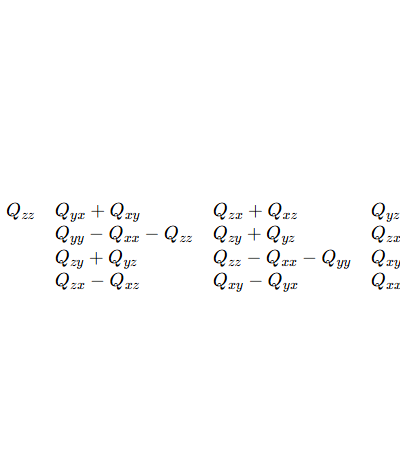 Q_{zz} Q_{yx} + Q_{xy} Q_{zx} + Q_{xz} Q_{yz}
Q_{yy} − Q_{xx} − Q_{zz} Q_{zy} + Q_{yz} Q_{zx}
Q_{zy} + Q_{yz} Q_{zz} − Q_{xx} − Q_{yy} Q_{xy}
Q_{zx} − Q_{xz} Q_{xy} − Q_{yx} Q_{xx}